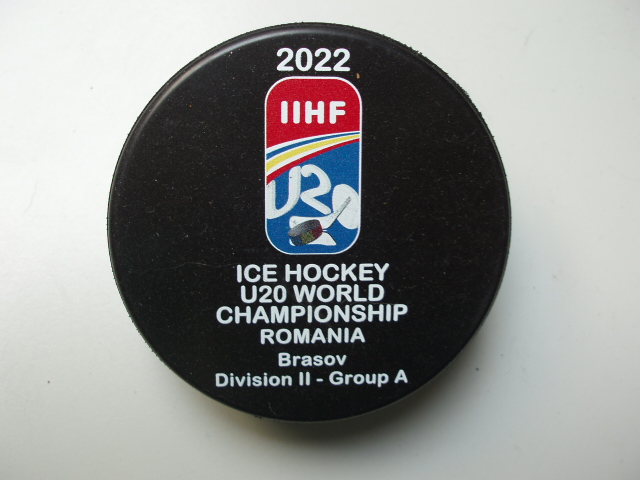 2022
IIHF
U20
ICE HOCKEY
U20 WORLD
CHAMPIONSHIP
ROMANIA
Brasov
Division II - Group A